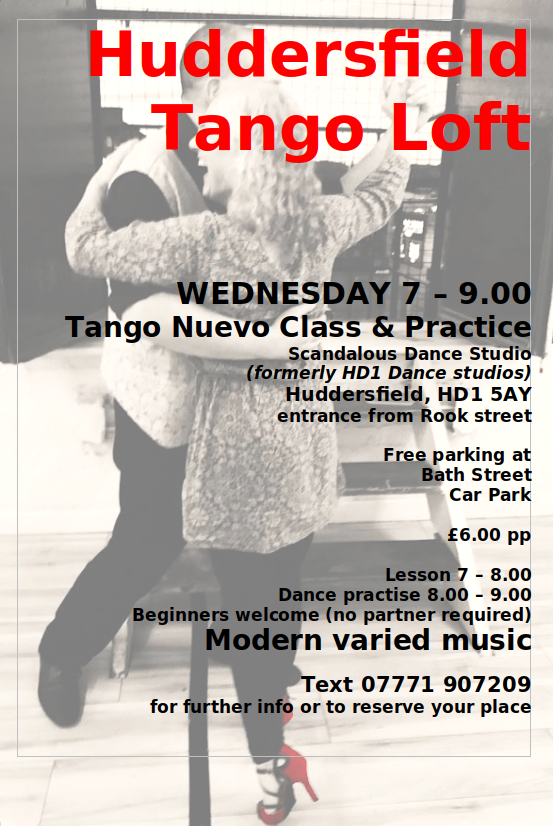 Huddersfield
Tango Loft
WEDNESDAY 7 – 9.00
Tango Nuevo Class & Practice
Scandalous Dance Studio
(formerly HD1 Dance studios)
Huddersfield, HD1 5AY
entrance from Rook street
Free parking at
Bath Street
Car Park
£6.00 pp
Lesson 7 – 8.00
Dance practise 8.00 – 9.00
Beginners welcome (no partner required)
Modern varied music
Text 07771 907209
for further info or to reserve your place